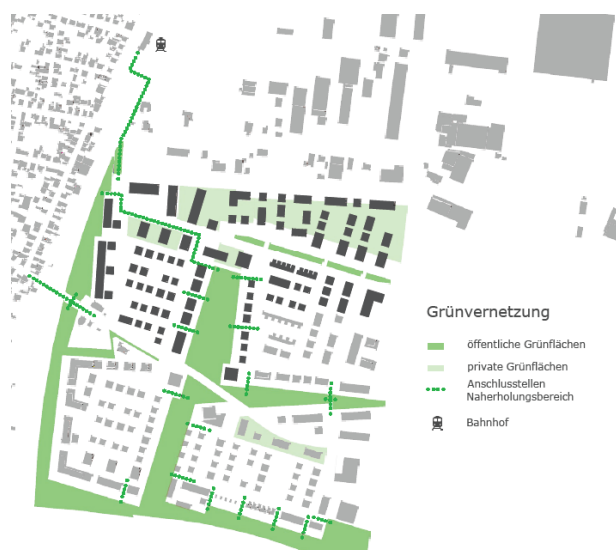 Grünvernetzung
öffentliche Grünflächen
private Grünflächen
Anschlusstellen
Naherholungsbereich
Bahnhof